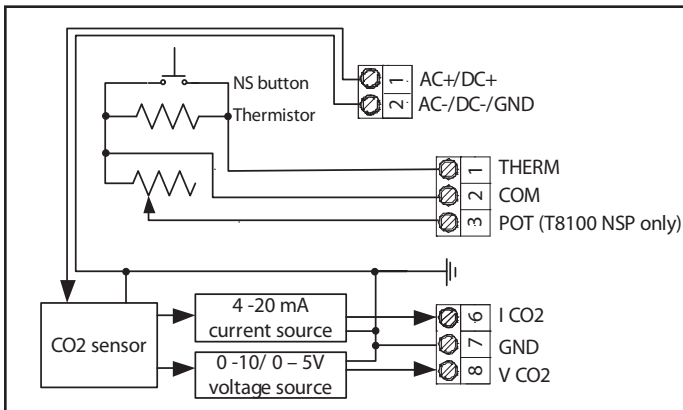 NS button
Thermistor
1 AC+/DC+
2 AC-/DC-/GND
1 THERM
2 COM
3 POT (T8100 NSP only)
CO2 sensor
4 -20 mA
current source
0 -10/ 0 – 5V
voltage source
6 I CO2
7 GND
8 V CO2